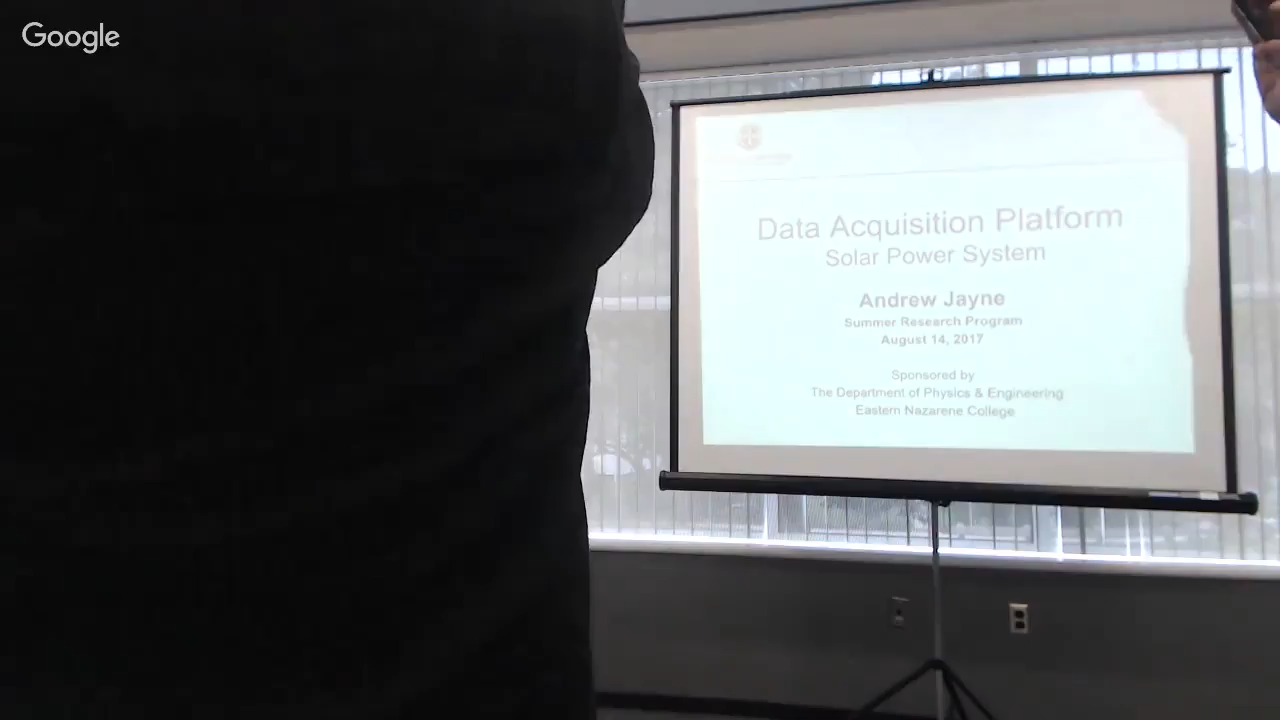 Google
Data Acquisition Platform
Solar Power System
Andrew Jayne
Summer Research Program
August 14, 2017
Sponsored by
The Department of Physics & Engineering
Eastern Nazarene College